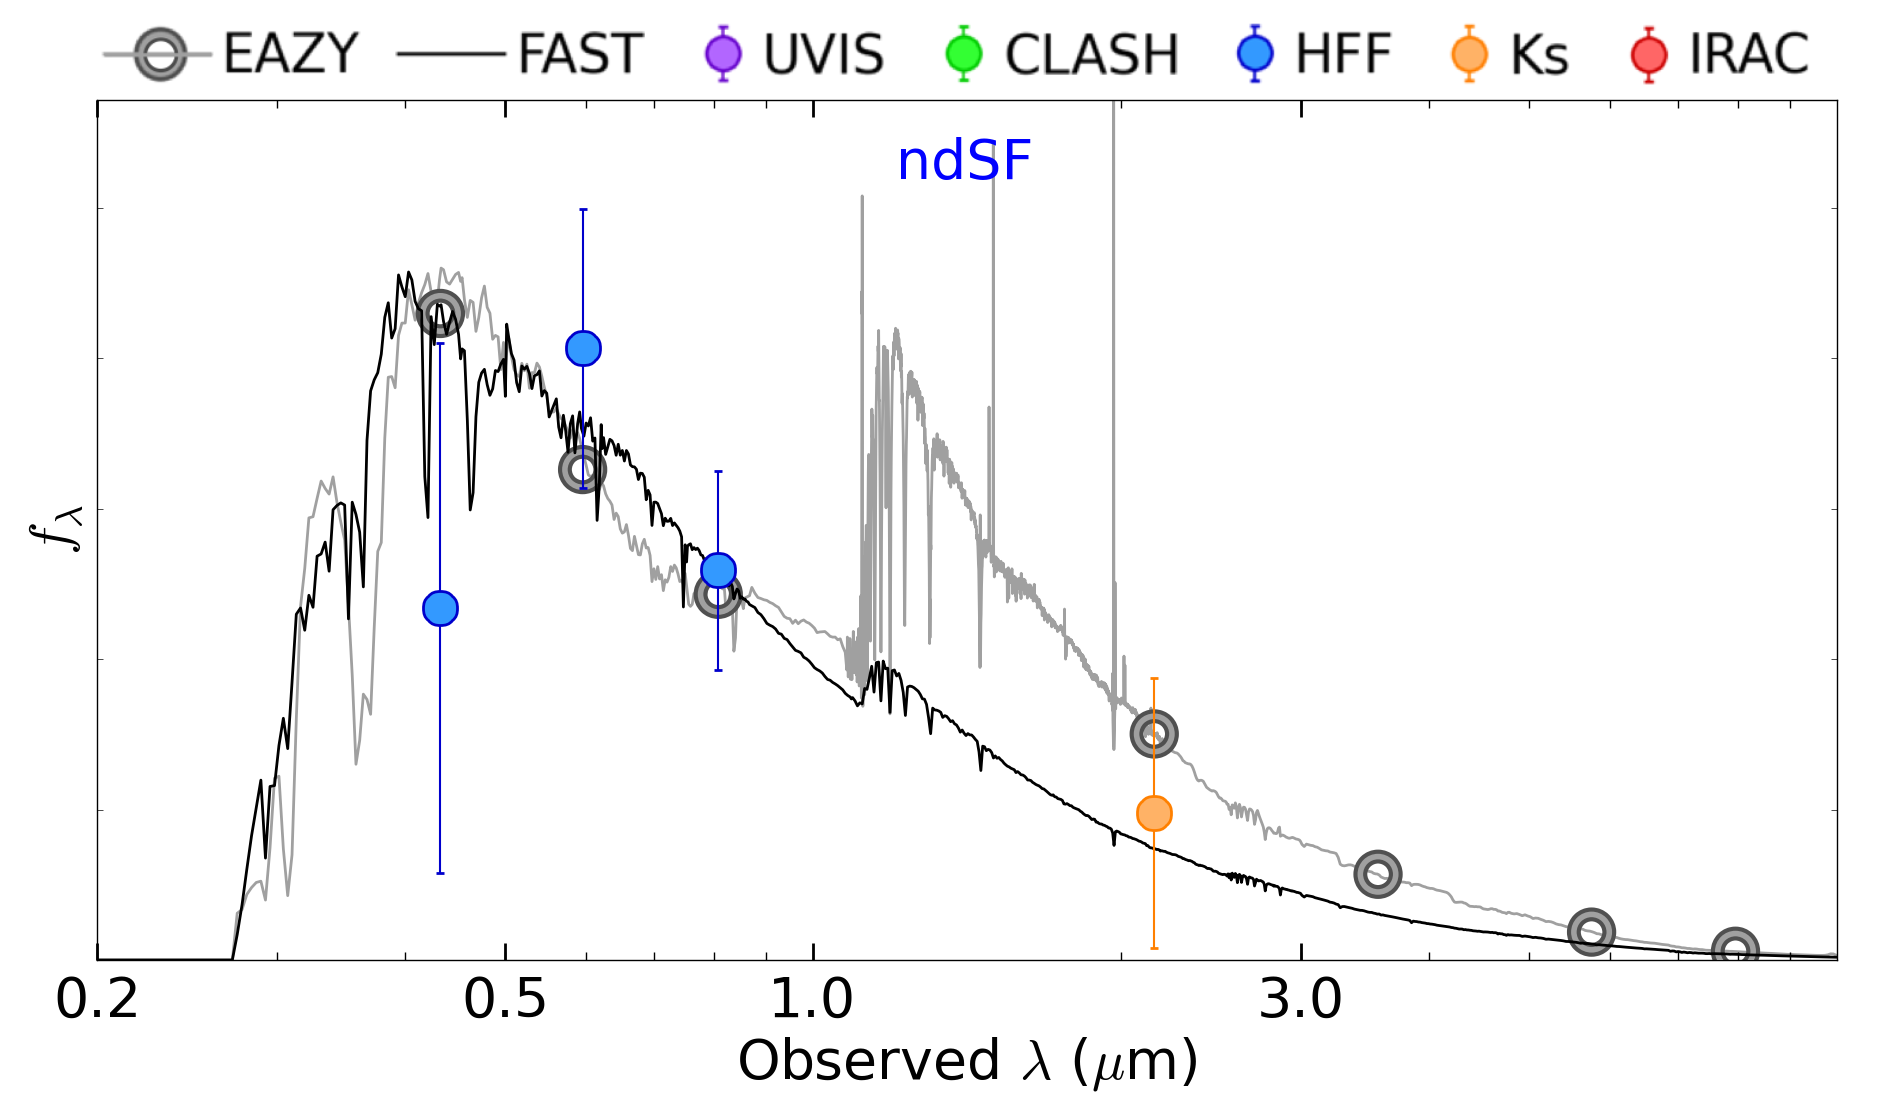 EAZY FAST UVIS CLASH HFF Ks IRAC
ndSF
f_λ
0.2 0.5 1.0 3.0
Observed λ (μm)